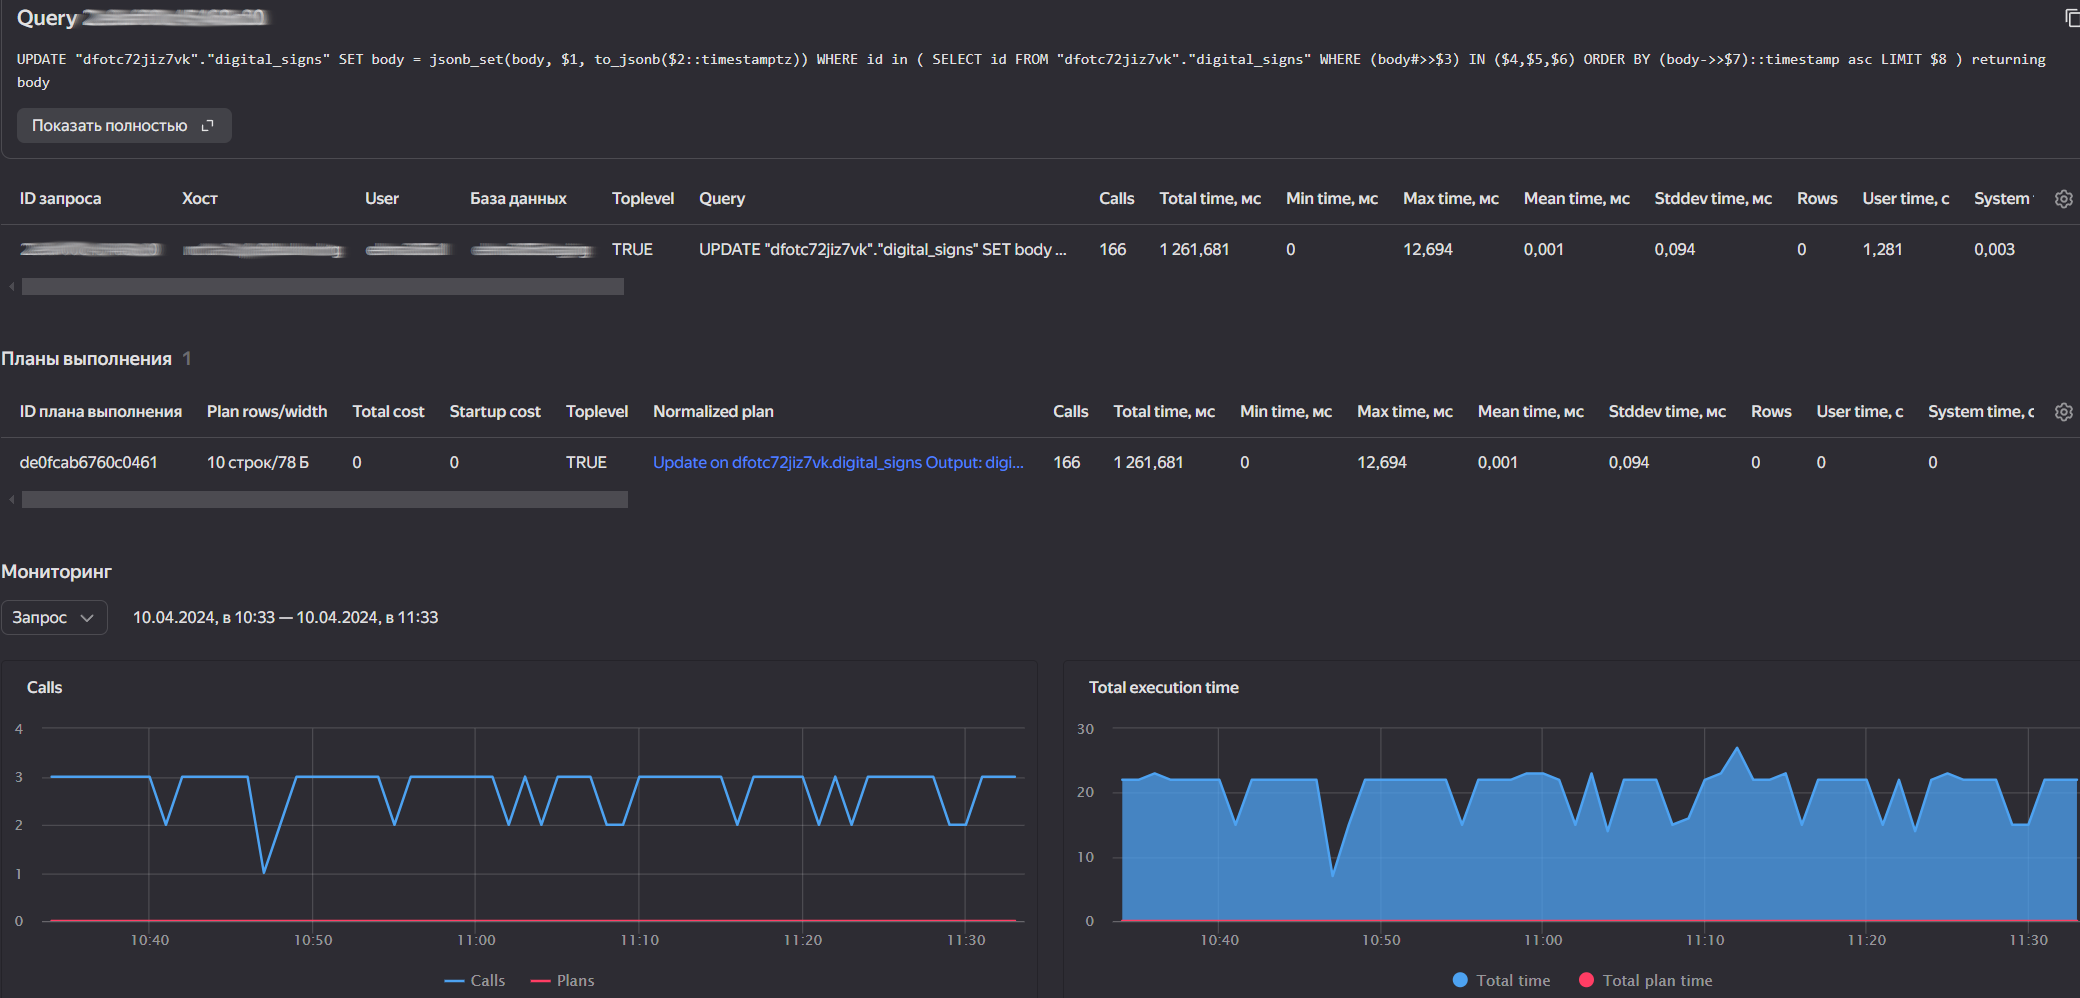 Query
UPDATE "dfotc72jiz7vk"."digital_signs" SET body = jsonb_set(body, $1, to_jsonb($2::timestamptz)) WHERE id in ( SELECT id FROM "dfotc72jiz7vk"."digital_signs" WHERE (body#>>$3) IN ($4,$5,$6) ORDER BY (body->>$7)::timestamp asc LIMIT $8 ) returning
body
Показать полностью
ID запроса Хост User База данных Toplevel Query Calls Total time, мс Min time, мс Max time, мс Mean time, мс Stddev time, мс Rows User time, с System
TRUE UPDATE "dfotc72jiz7vk"."digital_signs" SET body ... 166 1 261,681 0 12,694 0,001 0,094 0 1,281 0,003
Планы выполнения 1
ID плана выполнения Plan rows/width Total cost Startup cost Toplevel Normalized plan Calls Total time, мс Min time, мс Max time, мс Mean time, мс Stddev time, мс Rows User time, с System time, с
de0fcab6760c0461 10 строк/78 Б 0 0 TRUE Update on dfotc72jiz7vk.digital_signs Output: digi... 166 1 261,681 0 12,694 0,001 0,094 0 0 0
Мониторинг
Запрос 10.04.2024, в 10:33 — 10.04.2024, в 11:33
Calls
4
3
2
1
0
10:40 10:50 11:00 11:10 11:20 11:30
Calls Plans
Total execution time
30
20
10
0
10:40 10:50 11:00 11:10 11:20 11:30
Total time Total plan time